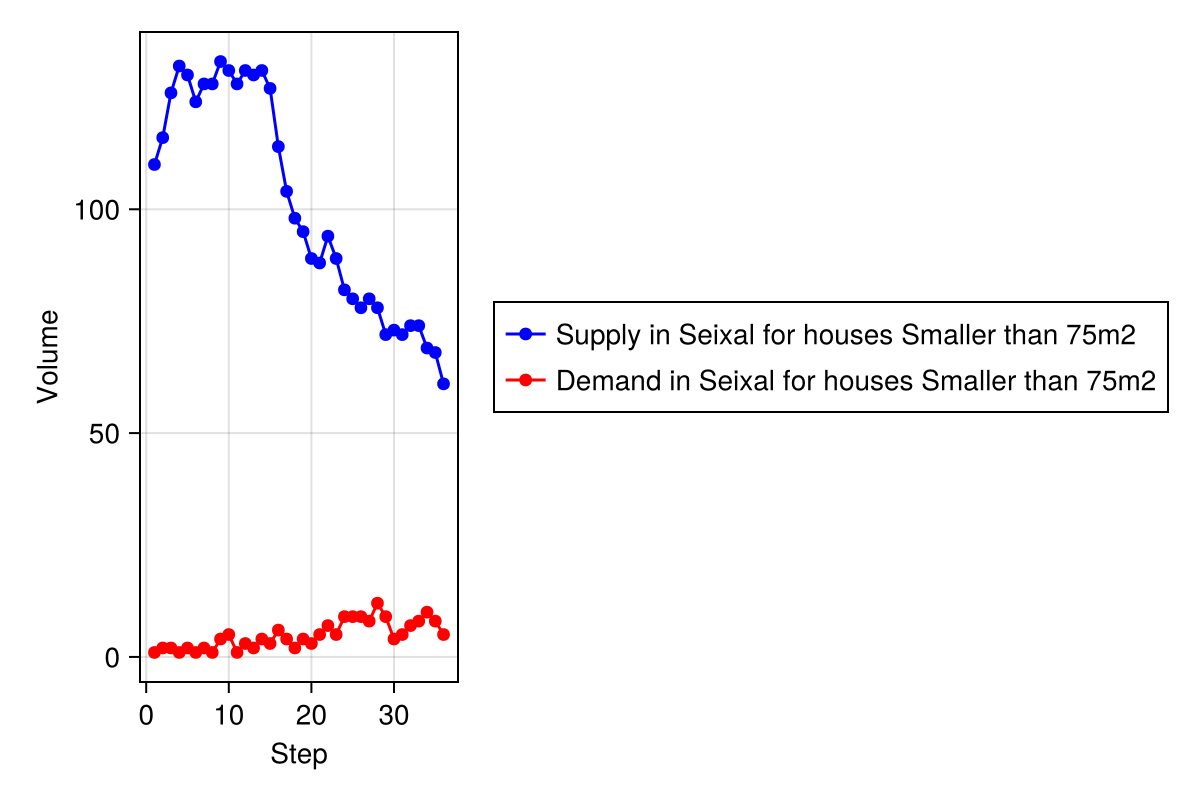 Volume
100
50
0
0 10 20 30
Step
Supply in Seixal for houses Smaller than 75m2
Demand in Seixal for houses Smaller than 75m2